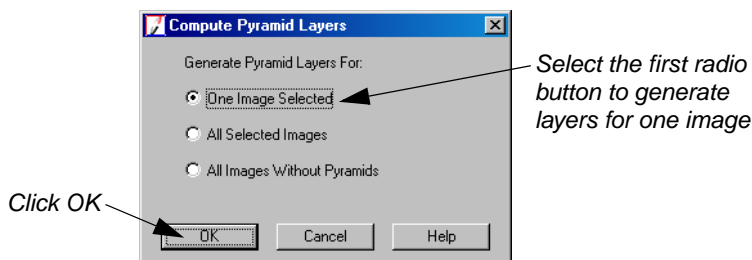 Compute Pyramid Layers
Generate Pyramid Layers For:
One Image Selected
All Selected Images
All Images Without Pyramids
OK Cancel Help
Select the first radio
button to generate
layers for one image
Click OK